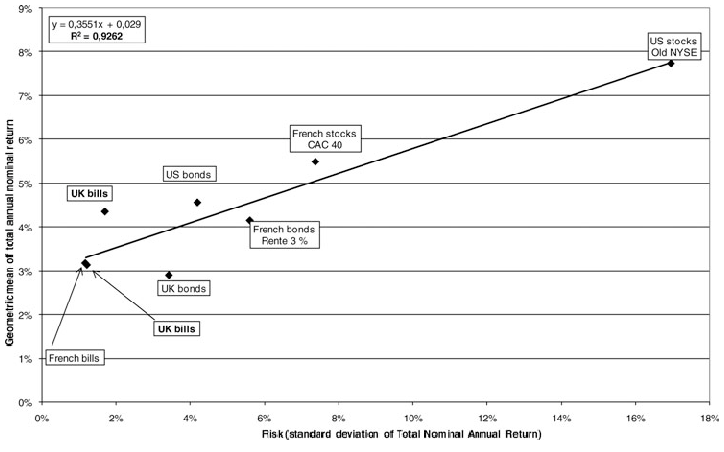 9%
8%
7%
6%
5%
4%
3%
2%
1%
0%
y = 0,3551x + 0,029
R² = 0,9262
US stocks
Old NYSE
French stocks
CAC 40
US bonds
UK bills
French bonds
Rente 3 %
UK bonds
UK bills
French bills
0%
2%
4%
6%
8%
10%
12%
14%
16%
18%
Risk (standard deviation of Total Nominal Annual Return)
Geometric mean of total annual nominal return